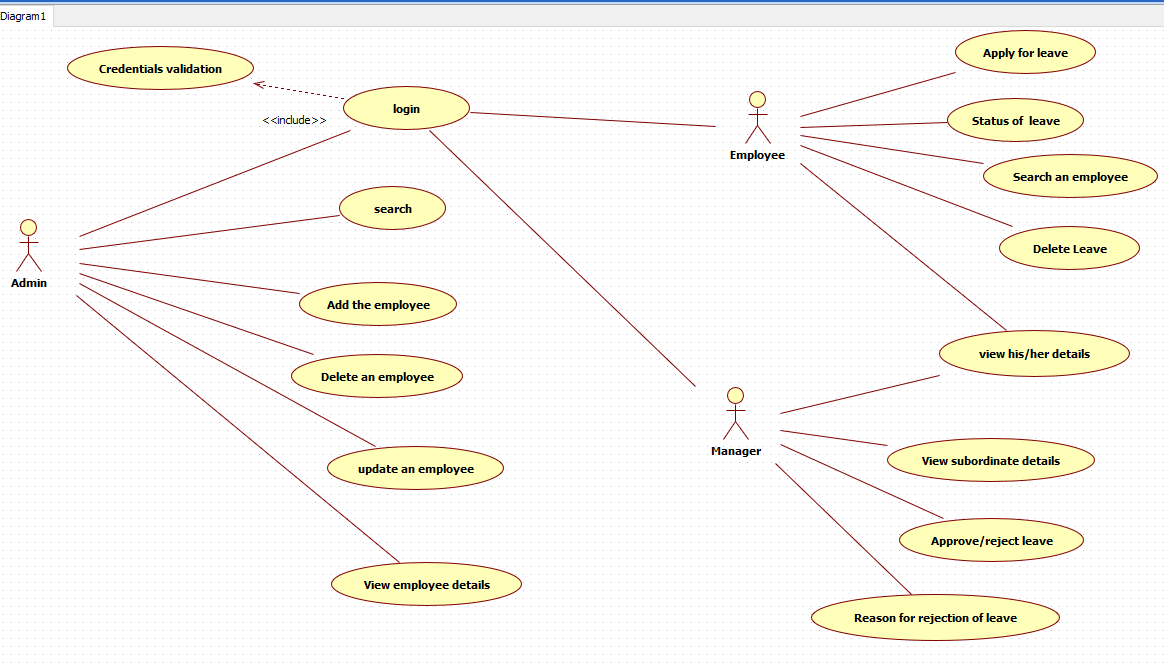 Diagram1
Credentials validation
<<include>>
login
search
Admin
Add the employee
Delete an employee
update an employee
View employee details
Employee
Apply for leave
Status of leave
Search an employee
Delete Leave
view his/her details
Manager
View subordinate details
Approve/reject leave
Reason for rejection of leave